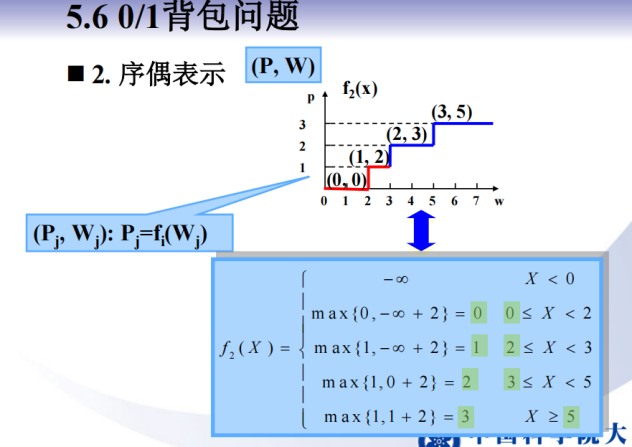 5.6 0/1背包问题
■ 2. 序偶表示 (P, W)
f₂(x)
p
3
2
1
(3, 5)
(2, 3)
(1, 2)
(0, 0)
0 1 2 3 4 5 6 7 w
(Pⱼ, Wⱼ): Pⱼ=fᵢ(Wⱼ)
f₂(X) = {
−∞ X < 0
max{0,−∞ + 2} = 0 0 ≤ X < 2
max{1,−∞ + 2} = 1 2 ≤ X < 3
max{1,0 + 2} = 2 3 ≤ X < 5
max{1,1 + 2} = 3 X ≥ 5